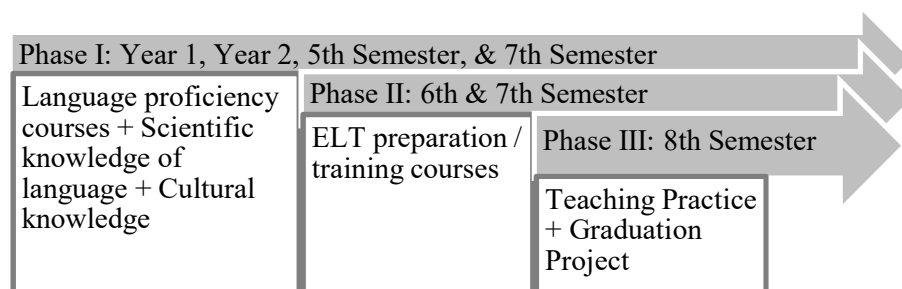 Phase I: Year 1, Year 2, 5th Semester, & 7th Semester
Language proficiency
courses + Scientific
knowledge of
language + Cultural
knowledge
Phase II: 6th & 7th Semester
ELT preparation /
training courses
Phase III: 8th Semester
Teaching Practice
+ Graduation
Project